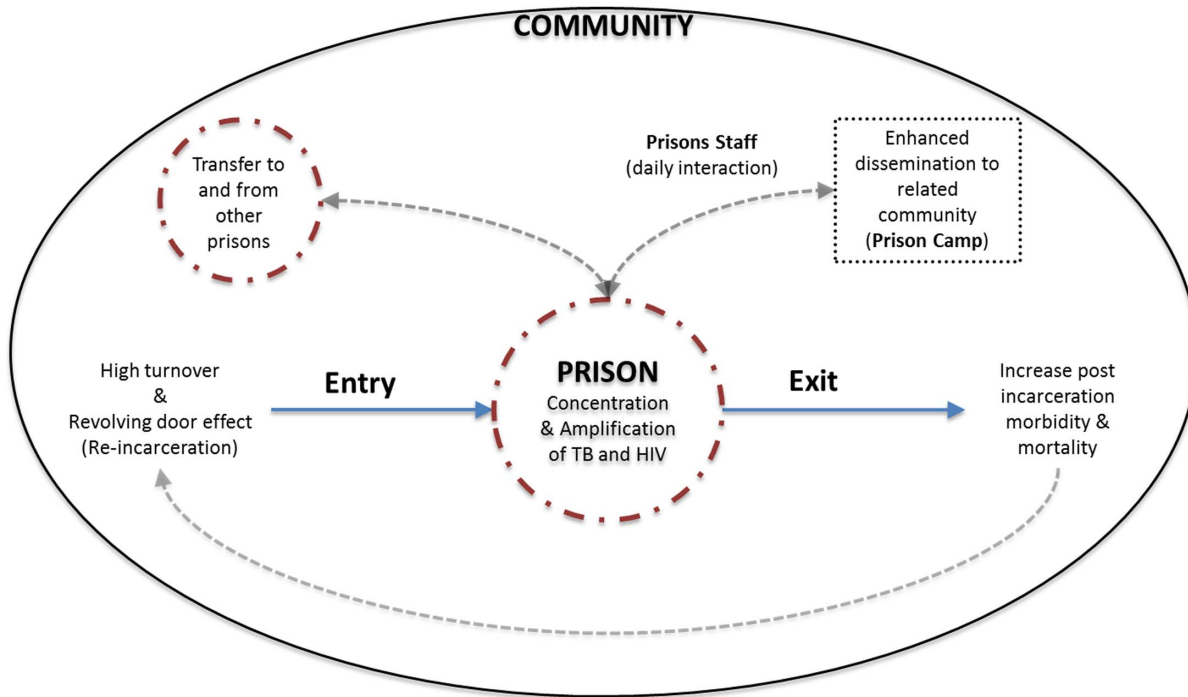 COMMUNITY
Transfer to
and from
other
prisons
Prisons Staff
(daily interaction)
Enhanced
dissemination to
related
community
(Prison Camp)
High turnover
&
Revolving door effect
(Re-incarceration)
Entry
PRISON
Concentration
& Amplification
of TB and HIV
Exit
Increase post
incarceration
morbidity &
mortality